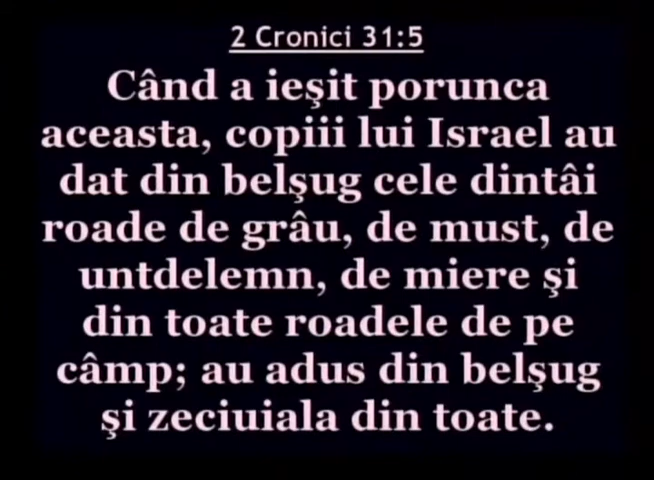 2 Cronici 31:5
Când a ieşit porunca
aceasta, copiii lui Israel au
dat din belşug cele dintâi
roade de grâu, de must, de
untdelemn, de miere şi
din toate roadele de pe
câmp; au adus din belşug
şi zeciuiala din toate.